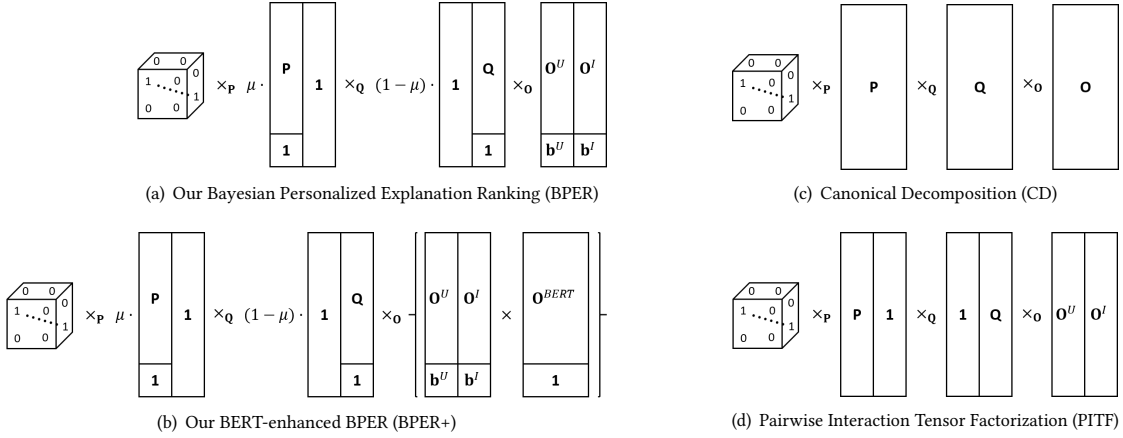 0 0
1 0 0
1
0 0
×P μ · P 1 1 ×Q (1 − μ) · 1 Q 1 ×O O^U O^I b^U b^I
(a) Our Bayesian Personalized Explanation Ranking (BPER)
0 0
1 0 0
1
0 0
×P P ×Q Q ×O O
(c) Canonical Decomposition (CD)
0 0
1 0 0
1
0 0
×P μ · P 1 1 ×Q (1 − μ) · 1 Q 1 ×O O^U O^I b^U b^I × O^BERT 1
(b) Our BERT-enhanced BPER (BPER+)
0 0
1 0 0
1
0 0
×P P 1 ×Q 1 Q ×O O^U O^I
(d) Pairwise Interaction Tensor Factorization (PITF)